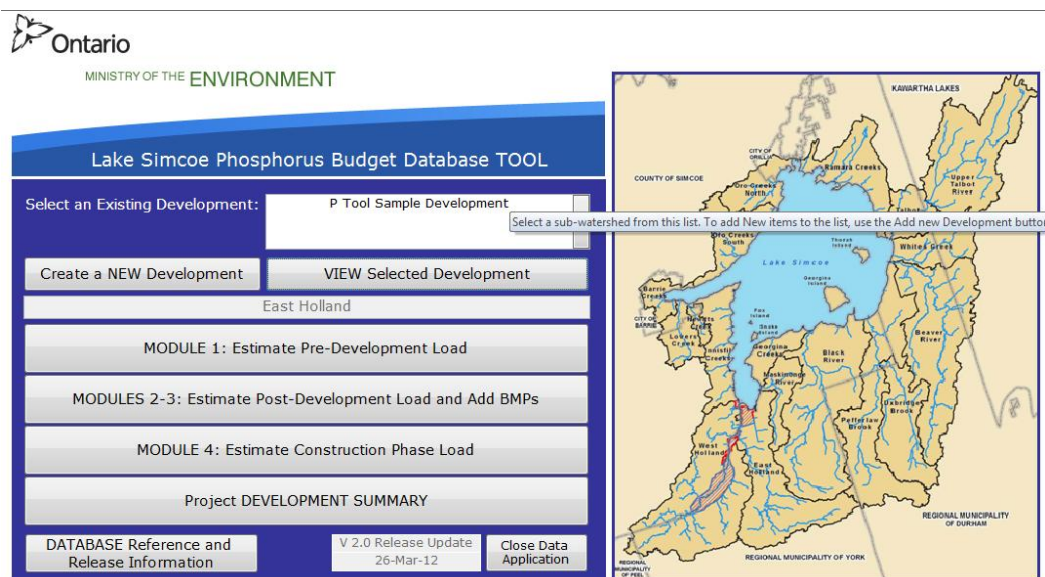 Ontario
MINISTRY OF THE ENVIRONMENT
Lake Simcoe Phosphorus Budget Database TOOL
Select an Existing Development:
P Tool Sample Development
Select a sub-watershed from this list. To add New items to the list, use the Add new Development button
Create a NEW Development
VIEW Selected Development
East Holland
MODULE 1: Estimate Pre-Development Load
MODULES 2-3: Estimate Post-Development Load and Add BMPs
MODULE 4: Estimate Construction Phase Load
Project DEVELOPMENT SUMMARY
DATABASE Reference and
Release Information
V 2.0 Release Update
26-Mar-12
Close Data
Application
KAWARTHA LAKES
CITY OF
ORILLIA
COUNTY OF SIMCOE
Ramara Creeks
Oro Creeks
North
Upper
Talbot
River
Talbot
Oro Creeks
South
Thorah
Island
Whites Creek
Lake Simcoe
Georgina
Island
Barrie
Creeks
Fox
Island
Snake
Island
CITY OF
BARRIE
Hewitts
Creek
Lovers
Creek
Innisfil
Creeks
Georgina
Creeks
Black
River
Beaver
River
Maskinonge
River
Uxbridge
Brook
Pefferlaw
Brook
West
Holland
East
Holland
REGIONAL MUNICIPALITY
OF DURHAM
REGIONAL MUNICIPALITY OF YORK
REGIONAL
MUNICIPALITY
OF PEEL